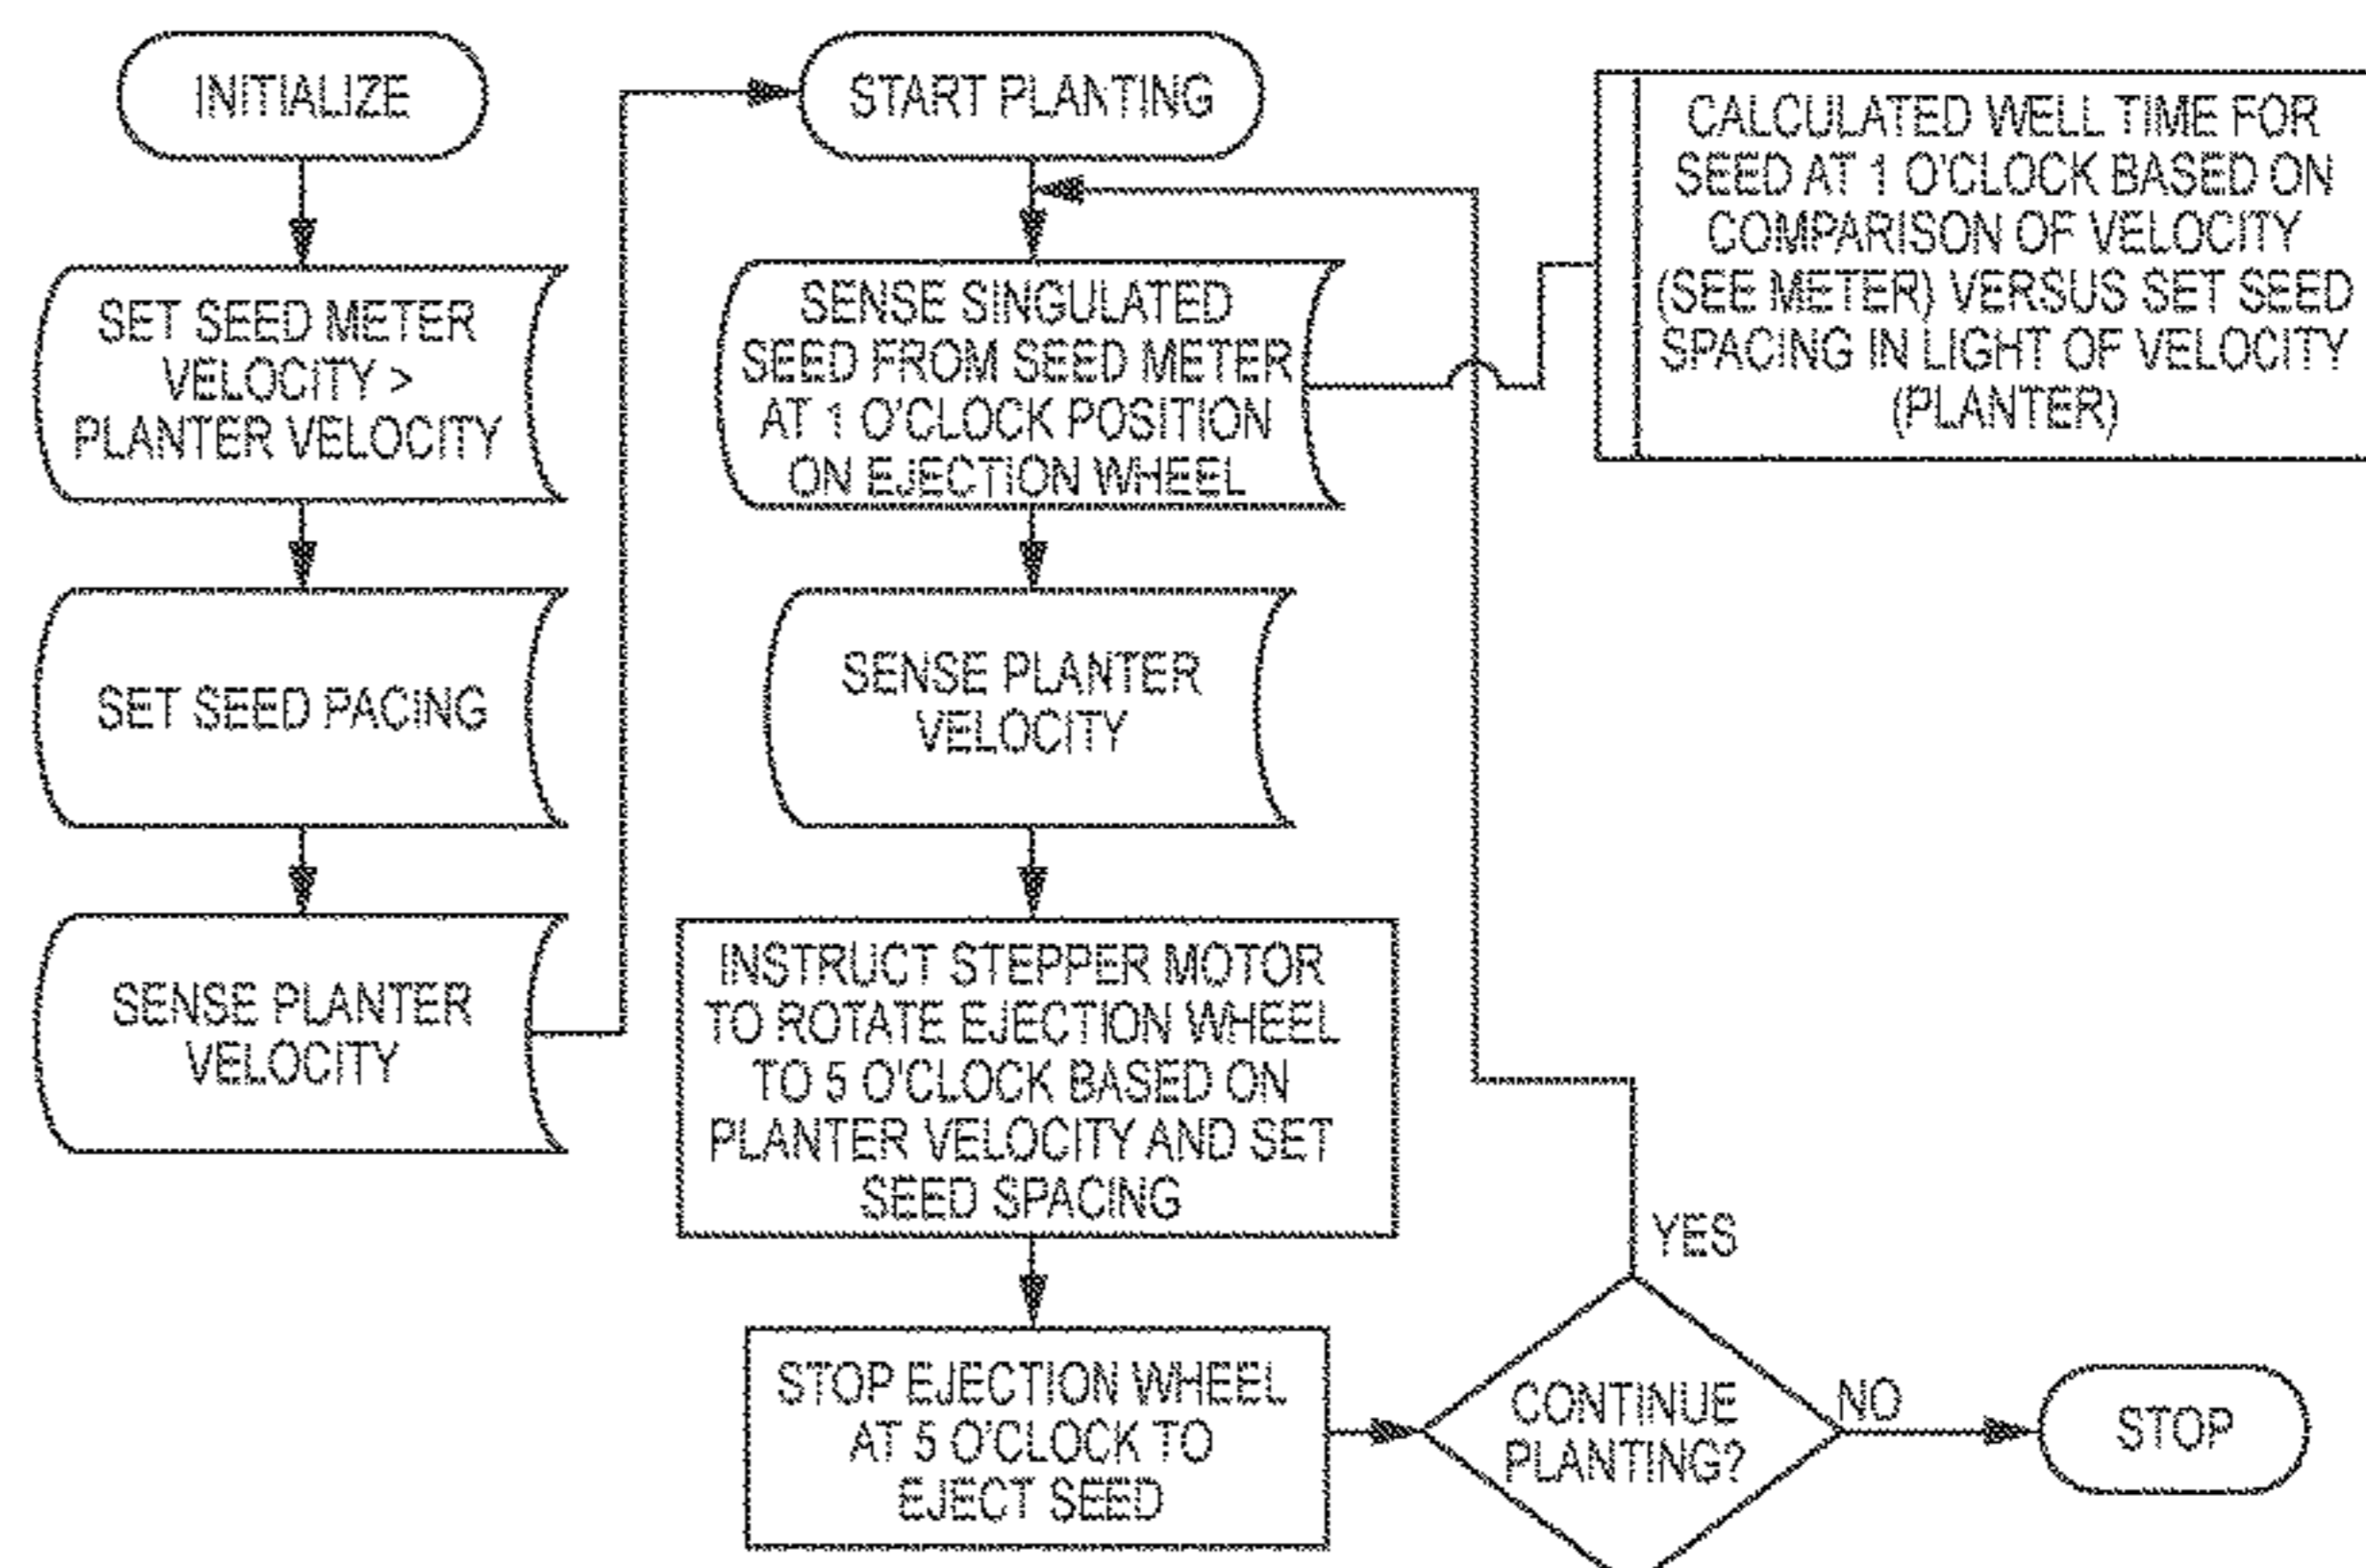 INITIALIZE
SET SEED METER
VELOCITY >
PLANTER VELOCITY
SET SEED PACING
SENSE PLANTER
VELOCITY
START PLANTING
SENSE SINGULATED
SEED FROM SEED METER
AT 1 O'CLOCK POSITION
ON EJECTION WHEEL
SENSE PLANTER
VELOCITY
INSTRUCT STEPPER MOTOR
TO ROTATE EJECTION WHEEL
TO 5 O'CLOCK BASED ON
PLANTER VELOCITY AND SET
SEED SPACING
STOP EJECTION WHEEL
AT 5 O'CLOCK TO
EJECT SEED
CALCULATED WELL TIME FOR
SEED AT 1 O'CLOCK BASED ON
COMPARISON OF VELOCITY
(SEE METER) VERSUS SET SEED
SPACING IN LIGHT OF VELOCITY
(PLANTER)
YES
CONTINUE
PLANTING?
NO
STOP